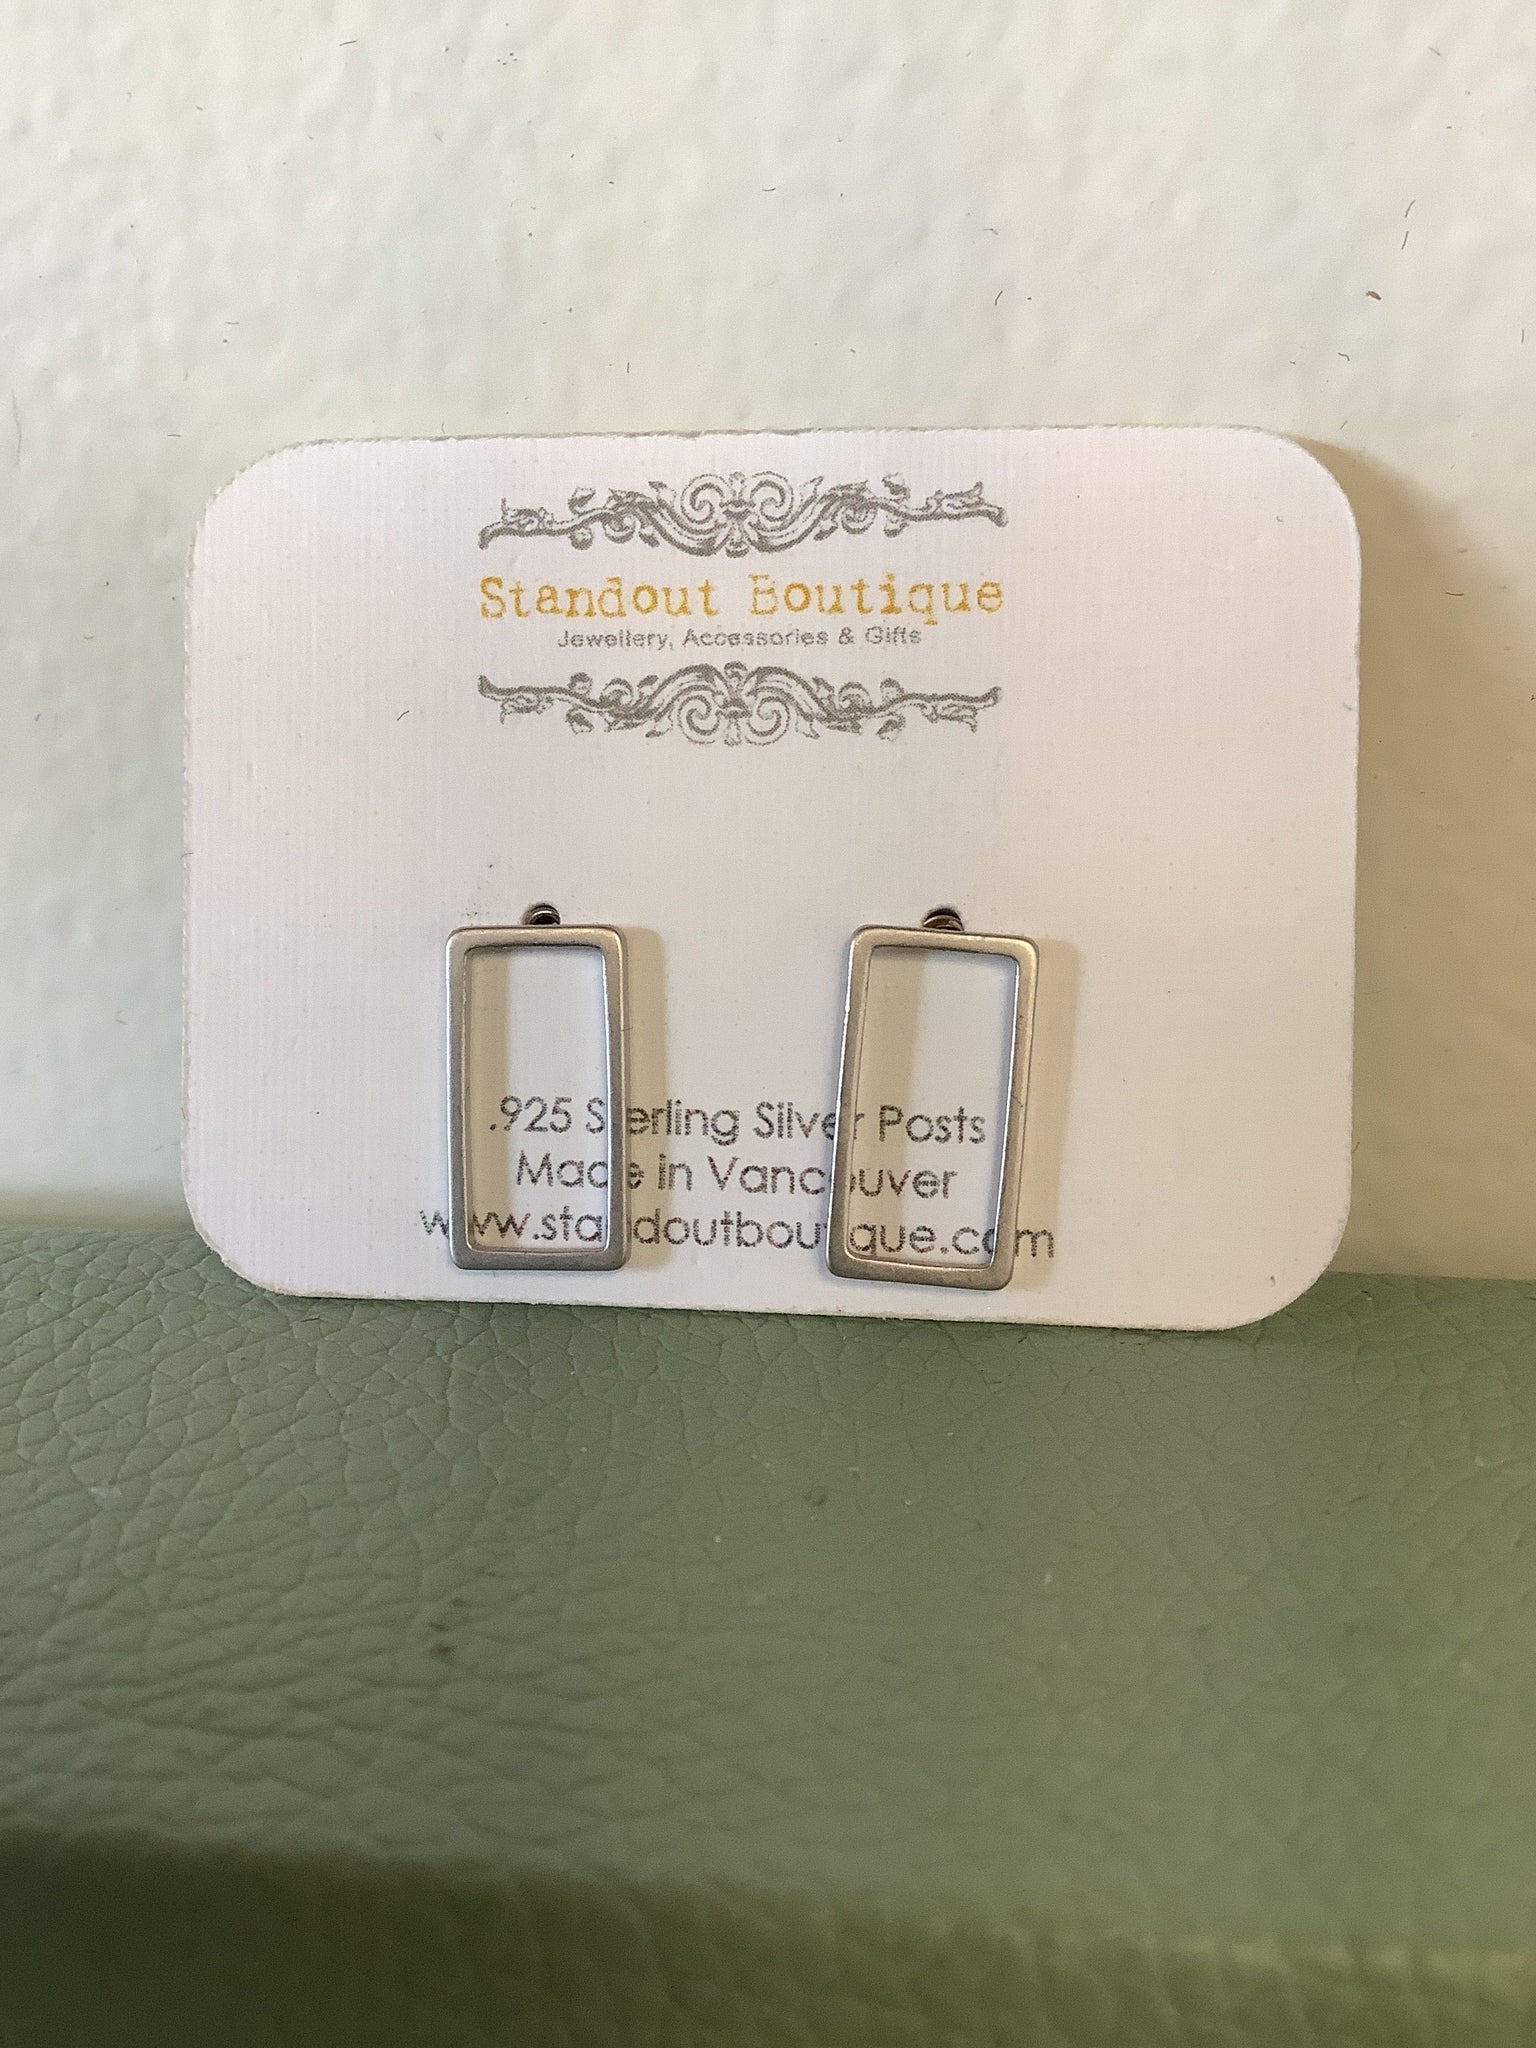 Standout Boutique
Jewellery, Accessories & Gifts
.925 Sterling Silver Posts
Made in Vancouver
www.standoutboutique.com